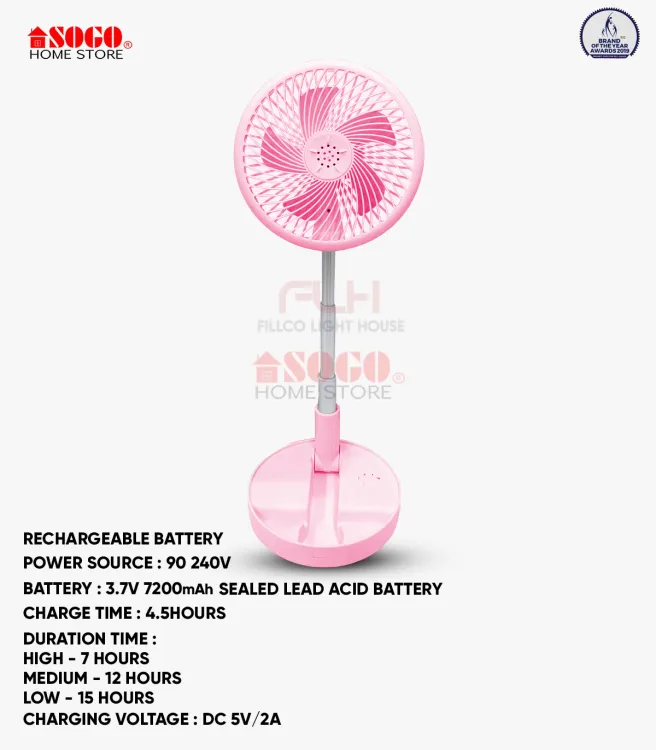 SOGO®
HOME STORE
BRAND
OF THE YEAR
AWARDS 2019
FLH
FILLCO LIGHT HOUSE
SOGO®
HOME STORE
RECHARGEABLE BATTERY
POWER SOURCE : 90 240V
BATTERY : 3.7V 7200mAh SEALED LEAD ACID BATTERY
CHARGE TIME : 4.5HOURS
DURATION TIME :
HIGH - 7 HOURS
MEDIUM - 12 HOURS
LOW - 15 HOURS
CHARGING VOLTAGE : DC 5V/2A